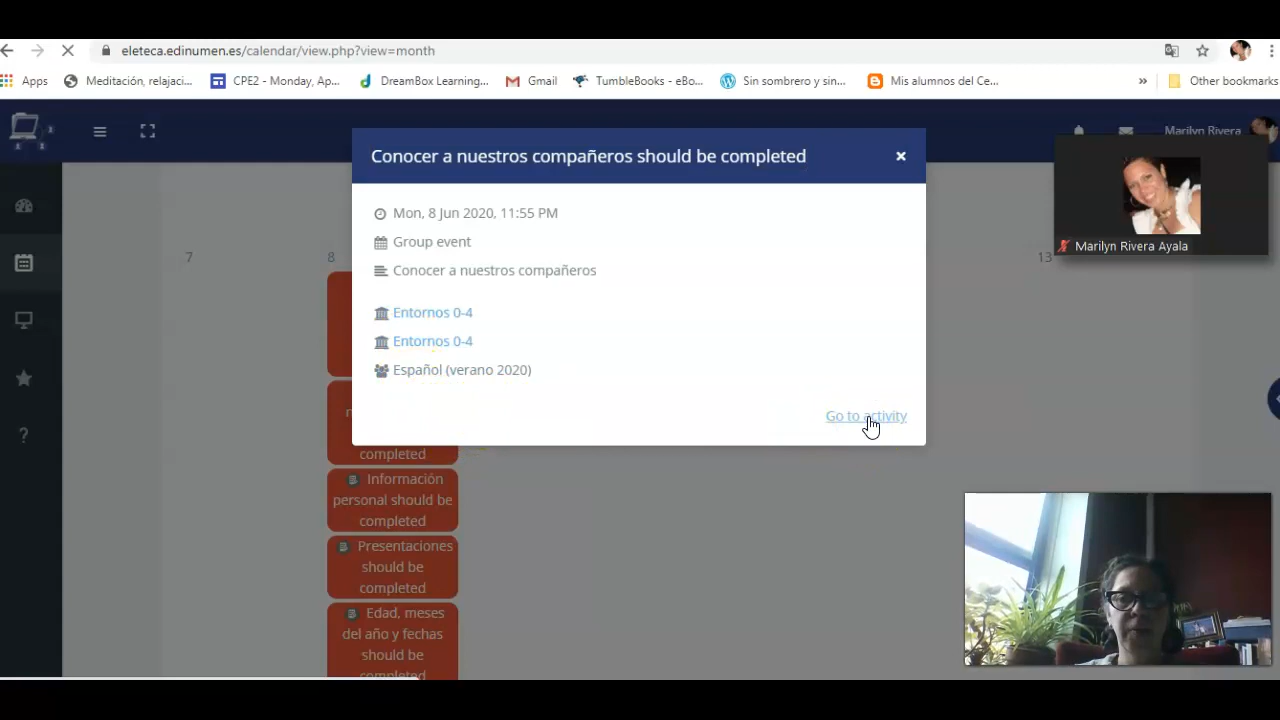 eleteca.edinumen.es/calendar/view.php?view=month
Apps
Meditación, relajaci...
CPE2 - Monday, Ap...
DreamBox Learning...
Gmail
TumbleBooks - eBo...
Sin sombrero y sin...
Mis alumnos del Ce...
»
Other bookmarks
Marilyn Rivera
Conocer a nuestros compañeros should be completed
×
Mon, 8 Jun 2020, 11:55 PM
Group event
Conocer a nuestros compañeros
Entornos 0-4
Entornos 0-4
Español (verano 2020)
Go to activity
Marilyn Rivera Ayala
7
8
13
completed
Información
personal should be
completed
Presentaciones
should be
completed
Edad, meses
del año y fechas
should be
completed
?